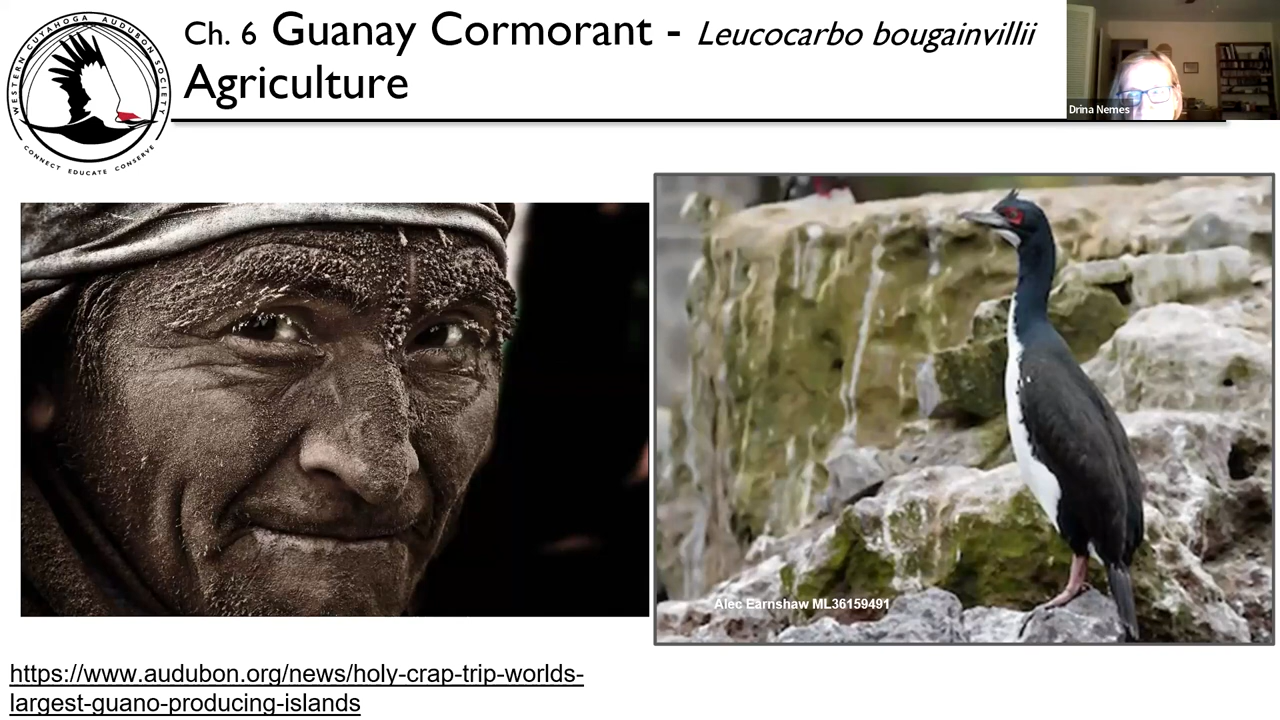 WESTERN CUYAHOGA AUDUBON SOCIETY
CONNECT EDUCATE CONSERVE
Ch. 6 Guanay Cormorant - Leucocarbo bougainvillii
Agriculture
Drina Nemes
Alec Earnshaw ML36159491
https://www.audubon.org/news/holy-crap-trip-worlds-
largest-guano-producing-islands